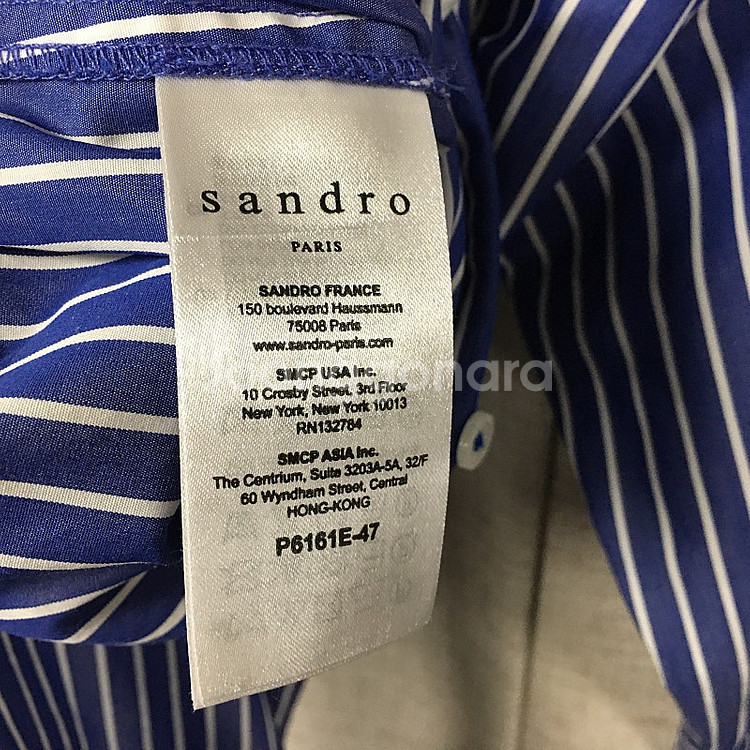 sandro
PARIS
SANDRO FRANCE
150 boulevard Haussmann
75008 Paris
www.sandro-paris.com
SMCP USA Inc.
10 Crosby Street, 3rd Floor
New York, New York 10013
RN132784
SMCP ASIA Inc.
The Centrium, Suite 3203A-5A, 32/F
60 Wyndham Street, Central
HONG-KONG
P6161E-47